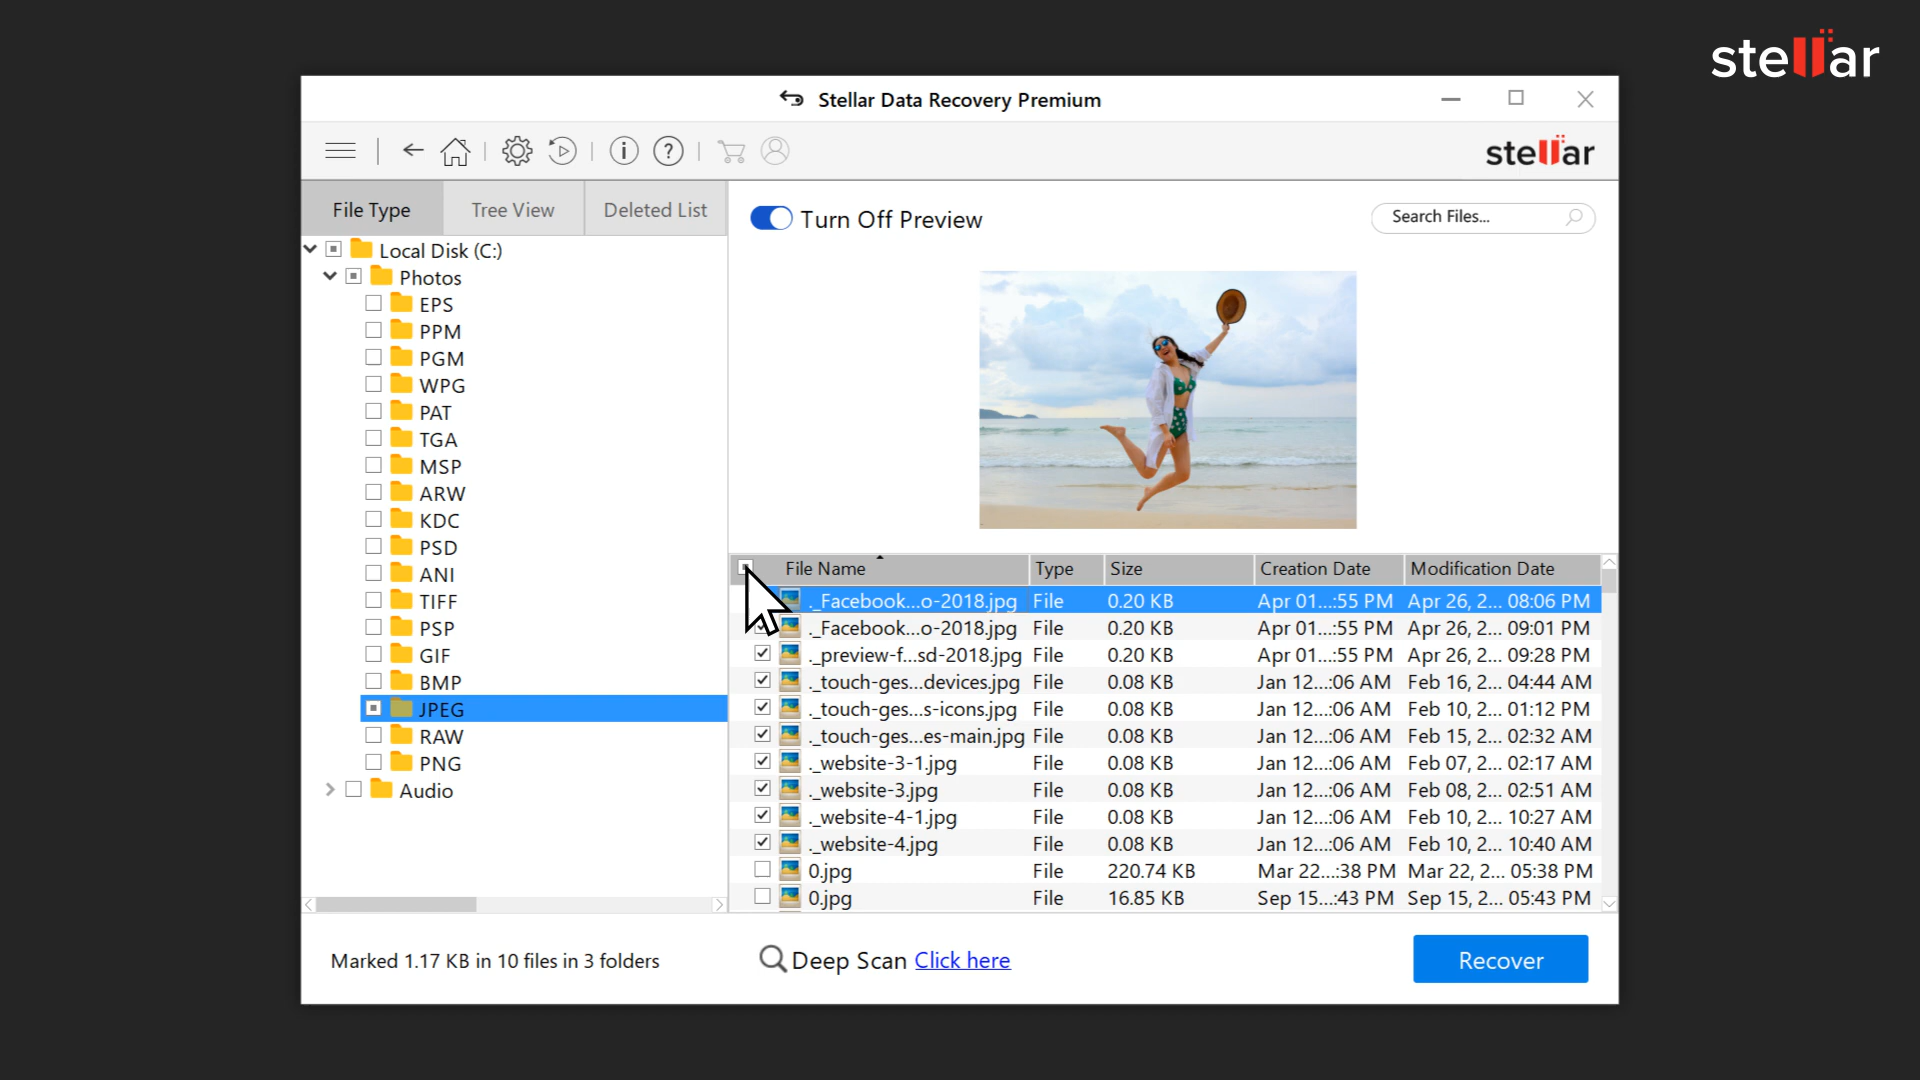 stellar
Stellar Data Recovery Premium
stellar
File Type Tree View Deleted List
Turn Off Preview Search Files...
Local Disk (C:)
Photos
EPS
PPM
PGM
WPG
PAT
TGA
MSP
ARW
KDC
PSD
ANI
TIFF
PSP
GIF
BMP
JPEG
RAW
PNG
Audio
File Name Type Size Creation Date Modification Date
._Facebook...o-2018.jpg File 0.20 KB Apr 01...:55 PM Apr 26, 2... 08:06 PM
._Facebook...o-2018.jpg File 0.20 KB Apr 01...:55 PM Apr 26, 2... 09:01 PM
._preview-f...sd-2018.jpg File 0.20 KB Apr 01...:55 PM Apr 26, 2... 09:28 PM
._touch-ges...devices.jpg File 0.08 KB Jan 12...:06 AM Feb 16, 2... 04:44 AM
._touch-ges...s-icons.jpg File 0.08 KB Jan 12...:06 AM Feb 10, 2... 01:12 PM
._touch-ges...es-main.jpg File 0.08 KB Jan 12...:06 AM Feb 15, 2... 02:32 AM
._website-3-1.jpg File 0.08 KB Jan 12...:06 AM Feb 07, 2... 02:17 AM
._website-3.jpg File 0.08 KB Jan 12...:06 AM Feb 08, 2... 02:51 AM
._website-4-1.jpg File 0.08 KB Jan 12...:06 AM Feb 10, 2... 10:27 AM
._website-4.jpg File 0.08 KB Jan 12...:06 AM Feb 10, 2... 10:40 AM
0.jpg File 220.74 KB Mar 22...:38 PM Mar 22, 2... 05:38 PM
0.jpg File 16.85 KB Sep 15...:43 PM Sep 15, 2... 05:43 PM
Marked 1.17 KB in 10 files in 3 folders Deep Scan Click here Recover